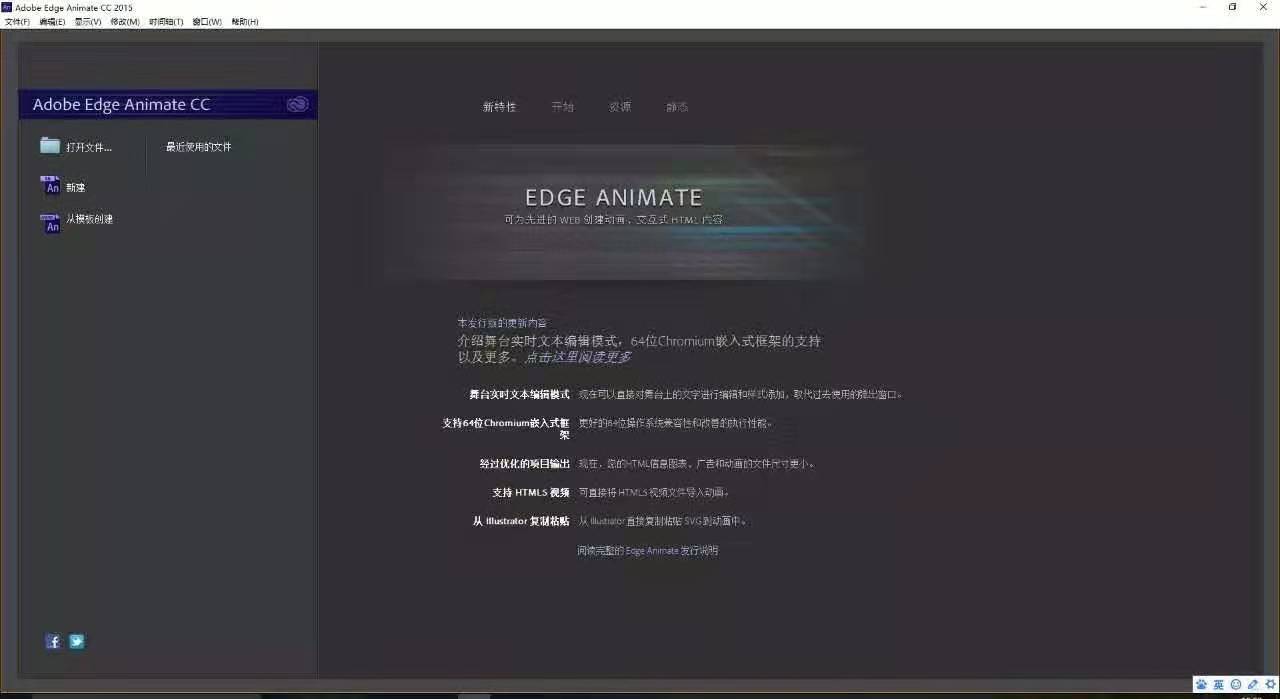 Adobe Edge Animate CC 2015
文件(F) 编辑(E) 显示(V) 修改(M) 时间轴(T) 窗口(W) 帮助(H)
Adobe Edge Animate CC
打开文件...
最近使用的文件
新建
从模板创建
新特性 开始 资源 静态
EDGE ANIMATE
可为先进的 WEB 创建动画、交互式 HTML 内容
本发行版的更新内容
介绍舞台实时文本编辑模式，64位Chromium嵌入式框架的支持
以及更多。点击这里阅读更多
舞台实时文本编辑模式 现在可以直接对舞台上的文字进行编辑和样式添加，取代过去使用的输出窗口。
支持64位Chromium嵌入式框 更好的64位操作系统兼容性和改善的执行性能。
架
经过优化的项目输出 现在，您的HTML信息图表、广告和动画的文件尺寸更小。
支持 HTML5 视频 可直接将 HTML5 视频文件导入动画。
从 Illustrator 复制粘贴 从 Illustrator 直接复制粘贴 SVG 到动画中。
阅读完整的 Edge Animate 发行说明
英